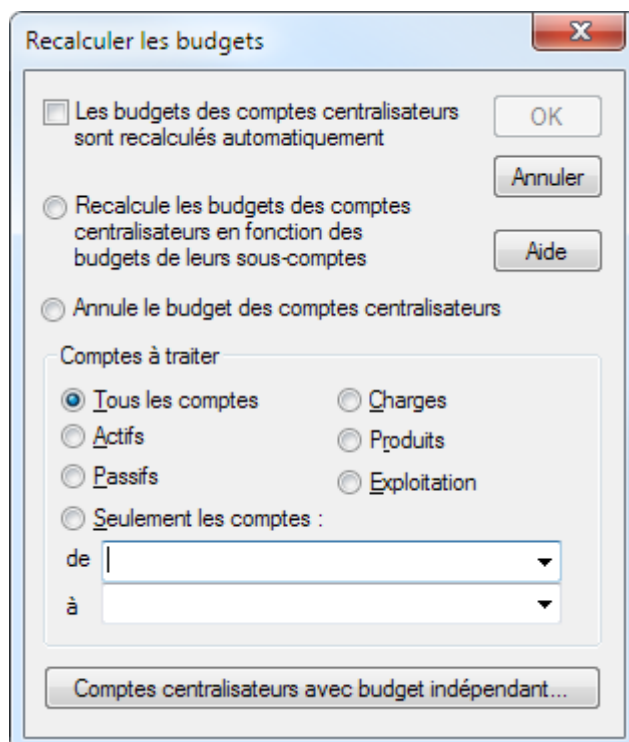 Recalculer les budgets
Les budgets des comptes centralisateurs
sont recalculés automatiquement
OK
Annuler
Recalcule les budgets des comptes
centralisateurs en fonction des
budgets de leurs sous-comptes
Aide
Annule le budget des comptes centralisateurs
Comptes à traiter
Tous les comptes
Charges
Actifs
Produits
Passifs
Exploitation
Seulement les comptes :
de
à
Comptes centralisateurs avec budget indépendant...